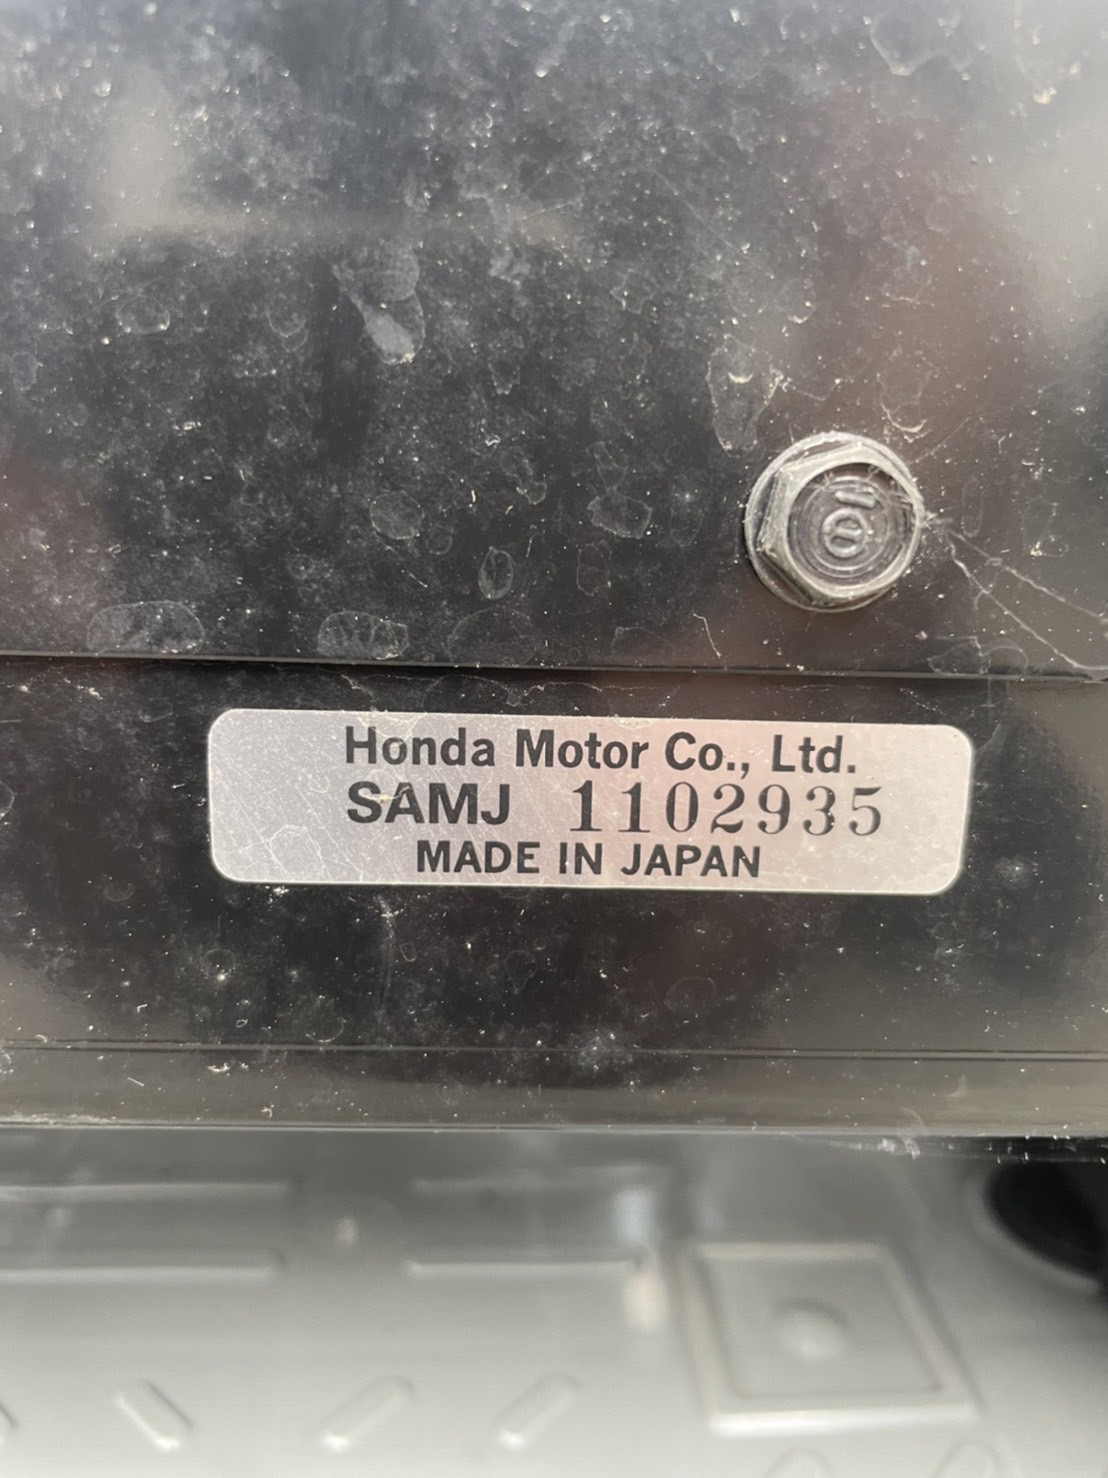 Honda Motor Co., Ltd.
SAMJ 1102935
MADE IN JAPAN